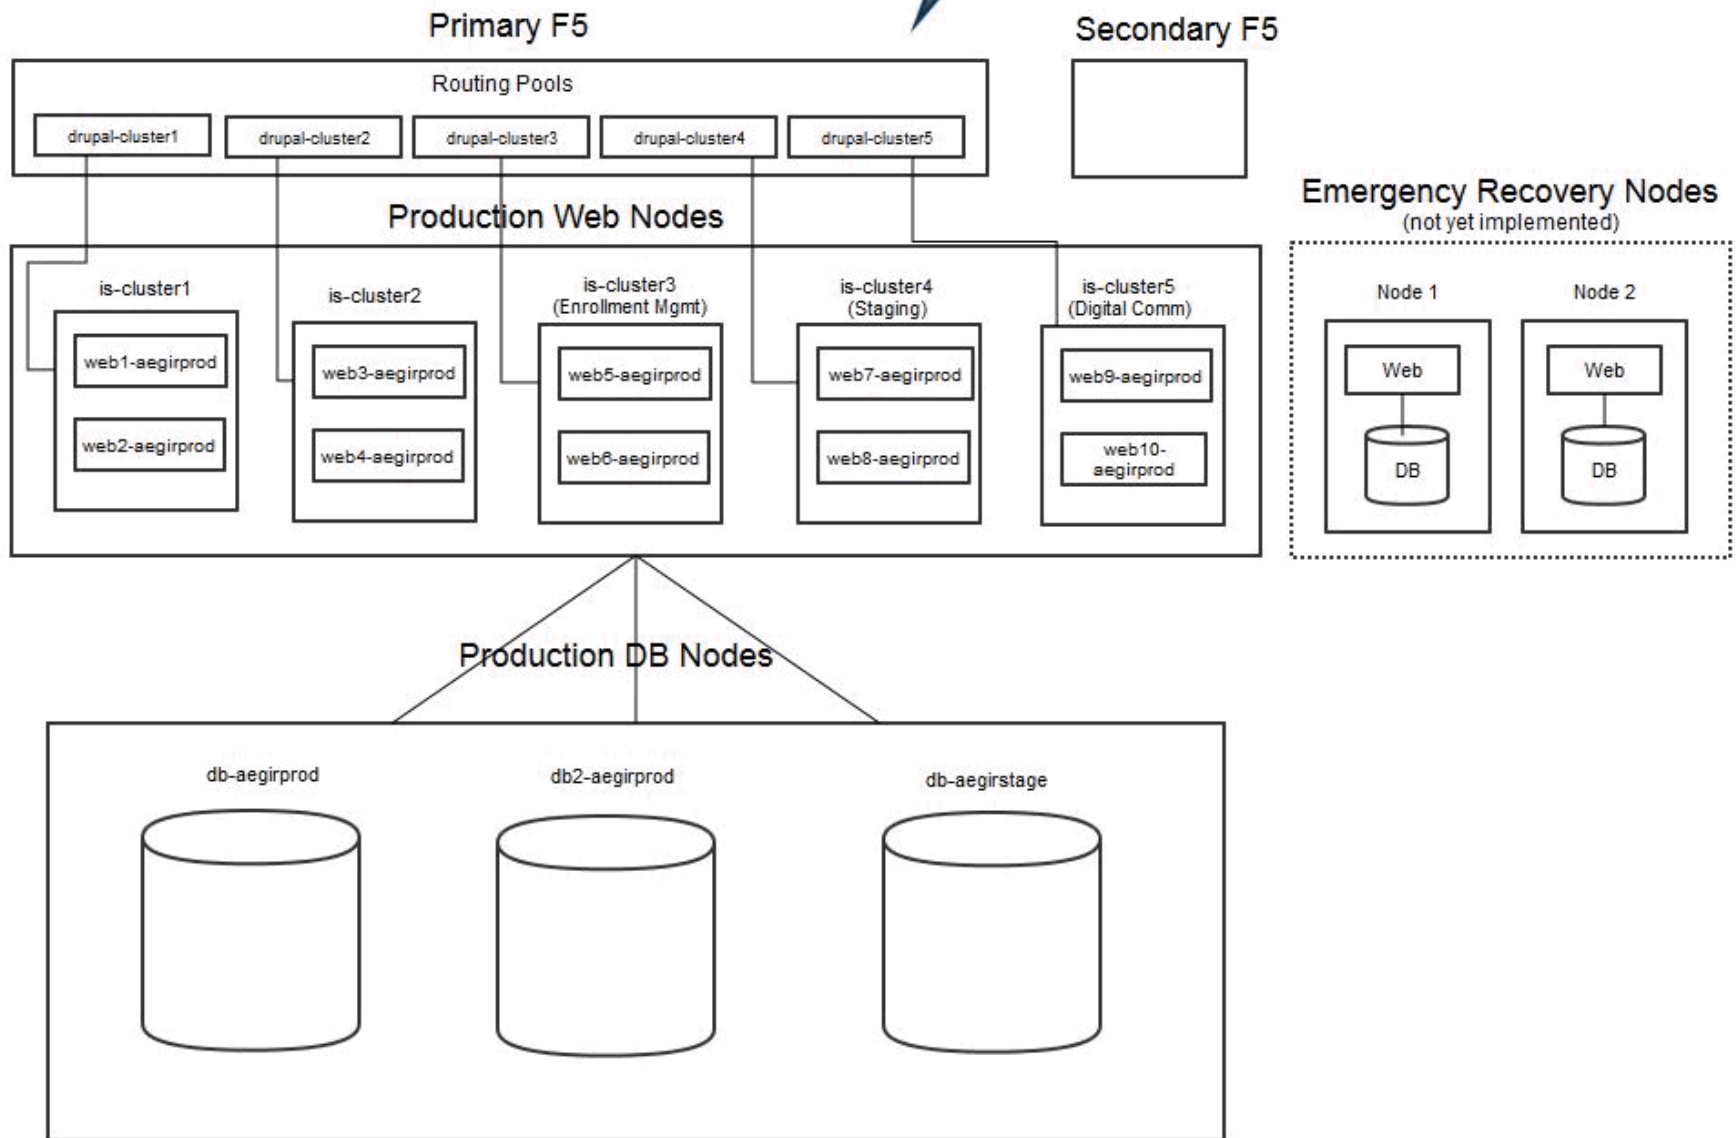 Primary F5
Secondary F5
Routing Pools
drupal-cluster1
drupal-cluster2
drupal-cluster3
drupal-cluster4
drupal-cluster5
Emergency Recovery Nodes
(not yet implemented)
Production Web Nodes
is-cluster1
is-cluster2
is-cluster3
(Enrollment Mgmt)
is-cluster4
(Staging)
is-cluster5
(Digital Comm)
web1-aegirprod
web2-aegirprod
web3-aegirprod
web4-aegirprod
web5-aegirprod
web6-aegirprod
web7-aegirprod
web8-aegirprod
web9-aegirprod
web10-
aegirprod
Node 1
Web
DB
Node 2
Web
DB
Production DB Nodes
db-aegirprod
db2-aegirprod
db-aegirstage